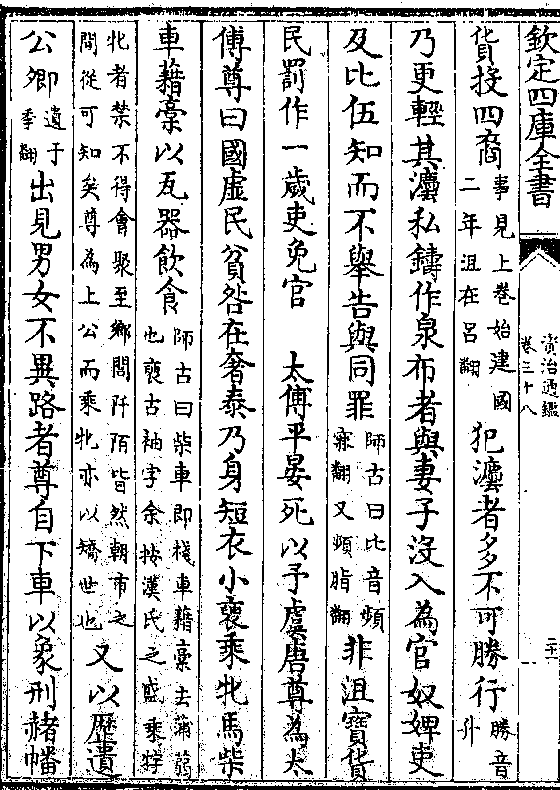 欽定四庫全書
資治通鑑
卷三十八
二十
貨投四裔事見上卷始建國二年沮在呂翻犯灋者多不可勝行勝音升
乃更輕其灋私鑄作泉布者與妻子沒入為官奴婢吏
及比伍知而不舉告與同罪師古曰比音頻寐翻又頻脂翻非沮寶貨
民罰作一歲吏免官 太傅平晏死以予虞唐尊為太
傅尊曰國虛民貧咎在奢泰乃身短衣小褎乘牝馬柴
車藉槀以瓦器飲食師古曰柴車即棧車藉槀去蒲蒻也褎古袖字余按漢氏之盛乘牸
牝者禁不得會聚至鄉閭阡陌皆然朝市之間從可知矣尊為上公而乘牝亦以矯世也又以歷遺
公卿遺于季翻出見男女不異路者尊自下車以象刑赭幡